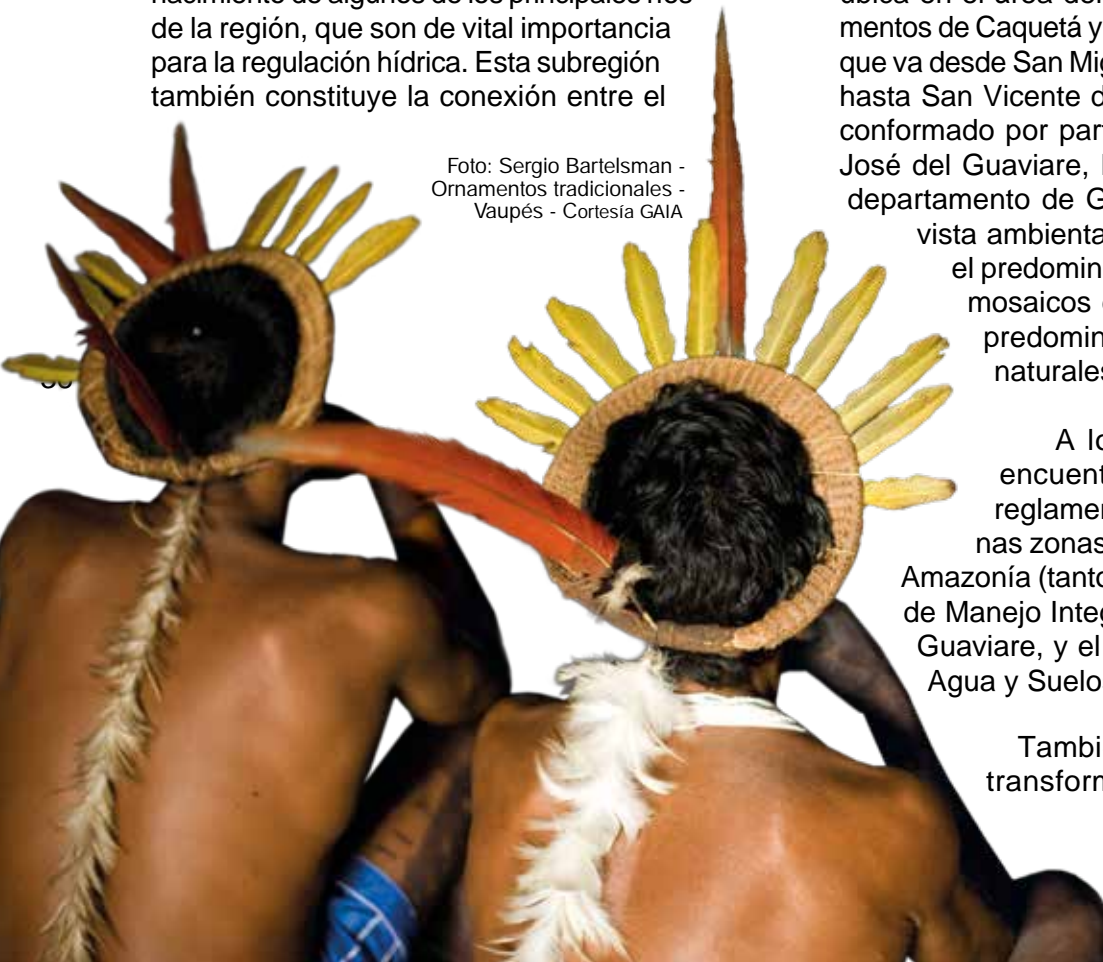 de la región, que son de vital importancia
para la regulación hídrica. Esta subregión
también constituye la conexión entre el
Foto: Sergio Bartelsman -
Ornamentos tradicionales -
Vaupés - Cortesía GAIA
mentos de Caquetá y
que va desde San Mig
hasta San Vicente d
conformado por part
José del Guaviare,
departamento de G
vista ambienta
el predomin
mosaicos
predomin
naturales
A lo
encuent
reglamen
nas zonas
Amazonía (tanto
de Manejo Integ
Guaviare, y el
Agua y Suelo
Tambi
transform